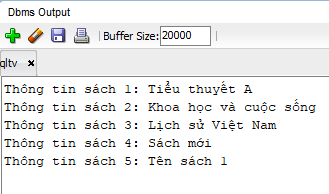 Dbms Output
Buffer Size: 20000
qltv
Thông tin sách 1: Tiểu thuyết A
Thông tin sách 2: Khoa học và cuộc sống
Thông tin sách 3: Lịch sử Việt Nam
Thông tin sách 4: Sách mới
Thông tin sách 5: Tên sách 1